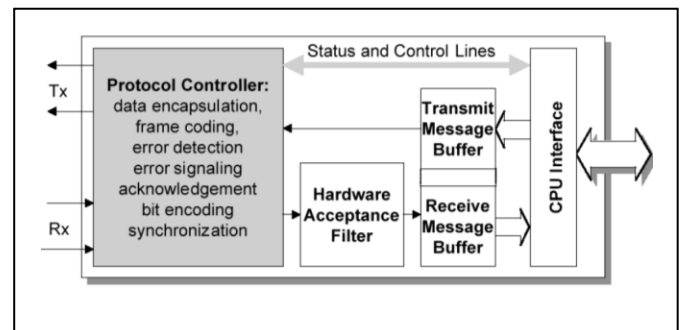 Status and Control Lines
Tx
Rx
Protocol Controller:
data encapsulation,
frame coding,
error detection
error signaling
acknowledgement
bit encoding
synchronization
Hardware
Acceptance
Filter
Transmit
Message
Buffer
Receive
Message
Buffer
CPU Interface